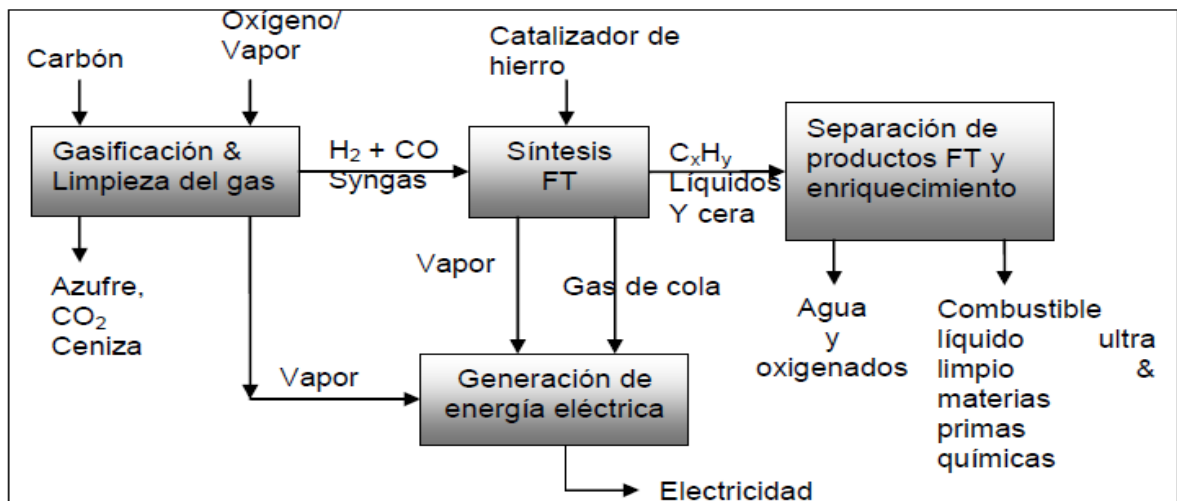 Carbón
Oxígeno/
Vapor
Catalizador de
hierro
Gasificación &
Limpieza del gas
H₂ + CO
Syngas
Síntesis
FT
CₓHᵧ
Líquidos
Y cera
Separación de
productos FT y
enriquecimiento
Azufre,
CO₂
Ceniza
Vapor
Vapor
Gas de cola
Generación de
energía eléctrica
Electricidad
Agua
y
oxigenados
Combustible
líquido ultra
limpio &
materias
primas
químicas